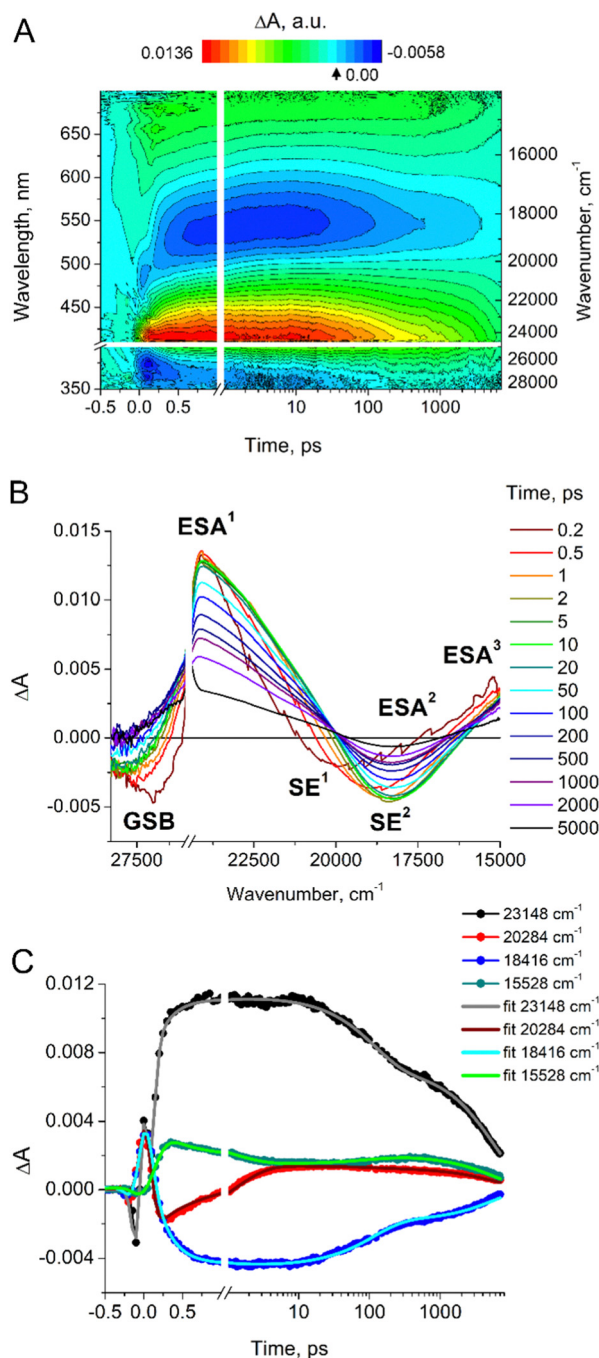 A
ΔA, a.u.
0.0136
-0.0058
0.00
Wavelength, nm
650
600
550
500
450
350
16000
18000
20000
22000
24000
26000
28000
Wavenumber, cm-1
-0.5 0.0 0.5 10 100 1000
Time, ps
B
Time, ps
ESA1
ESA2
ESA3
SE1
SE2
GSB
ΔA
0.015
0.010
0.005
0.000
-0.005
0.2
0.5
1
2
5
10
20
50
100
200
500
1000
2000
5000
27500 22500 20000 17500 15000
Wavenumber, cm-1
C
23148 cm-1
20284 cm-1
18416 cm-1
15528 cm-1
fit 23148 cm-1
fit 20284 cm-1
fit 18416 cm-1
fit 15528 cm-1
ΔA
0.012
0.008
0.004
0.000
-0.004
-0.5 0.0 0.5 10 100 1000
Time, ps